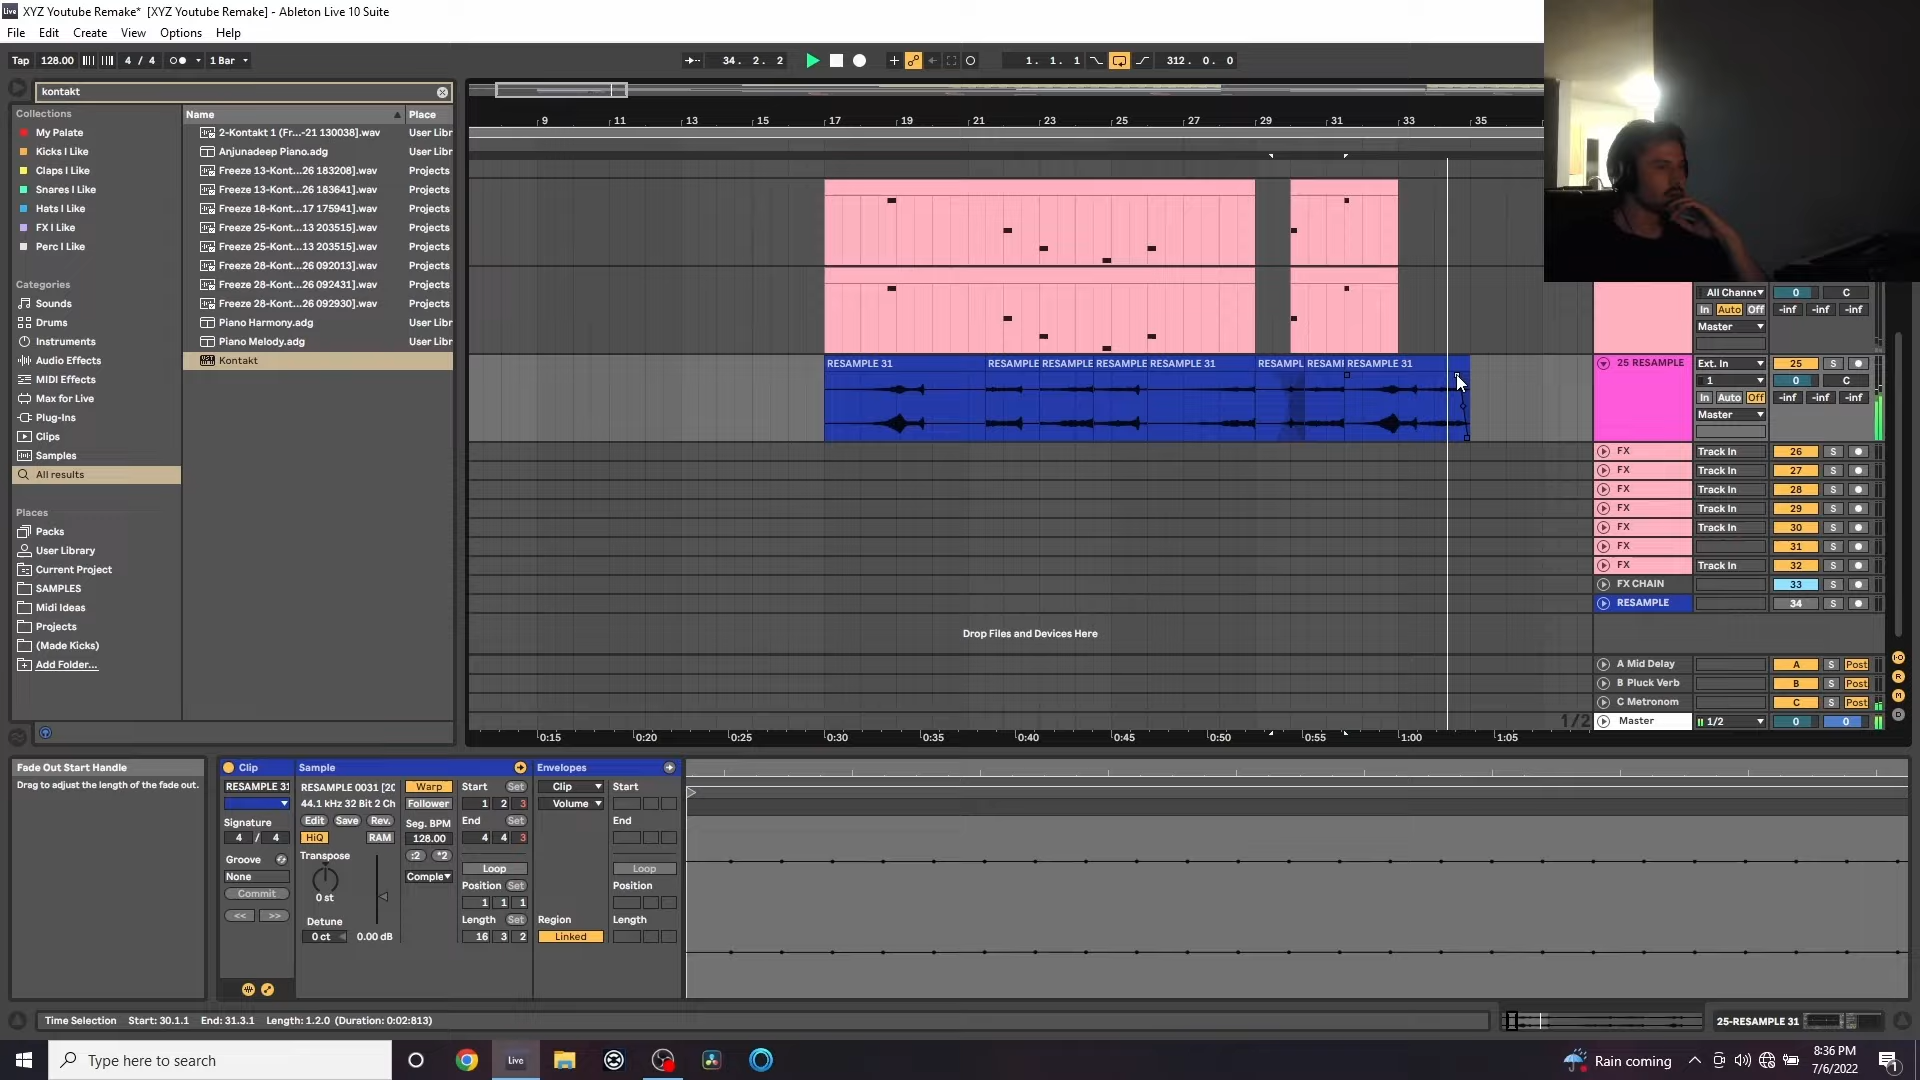 XYZ Youtube Remake* [XYZ Youtube Remake] - Ableton Live 10 Suite
File Edit Create View Options Help
Tap 128.00 4 / 4 1 Bar
34. 2. 2
1. 1. 1
312. 0. 0
kontakt
Collections
My Palate
Kicks I Like
Claps I Like
Snares I Like
Hats I Like
FX I Like
Perc I Like
Categories
Sounds
Drums
Instruments
Audio Effects
MIDI Effects
Max for Live
Plug-Ins
Clips
Samples
All results
Places
Packs
User Library
Current Project
SAMPLES
Midi Ideas
Projects
(Made Kicks)
Add Folder...
Name Place
2-Kontakt 1 (Fr...-21 130038].wav User Libr
Anjunadeep Piano.adg User Libr
Freeze 13-Kont...26 183208].wav Projects
Freeze 13-Kont...26 183641].wav Projects
Freeze 18-Kont...17 175941].wav Projects
Freeze 25-Kont...13 203515].wav Projects
Freeze 25-Kont...13 203515].wav Projects
Freeze 28-Kont...26 092013].wav Projects
Freeze 28-Kont...26 092431].wav Projects
Freeze 28-Kont...26 092930].wav Projects
Piano Harmony.adg User Libr
Piano Melody.adg User Libr
Kontakt
9 11 13 15 17 19 21 23 25 27 29 31 33 35
RESAMPLE 31 RESAMPLE RESAMPLE RESAMPLE RESAMPLE 31 RESAMPL RESAMI RESAMPLE 31
Drop Files and Devices Here
1/2
0:15 0:20 0:25 0:30 0:35 0:40 0:45 0:50 0:55 1:00 1:05
All Channe 0 C
In Auto Off -inf -inf -inf
Master
25 RESAMPLE Ext. In 25 S
1 0 C
In Auto Off -inf -inf -inf
Master
FX Track In 26 S
FX Track In 27 S
FX Track In 28 S
FX Track In 29 S
FX Track In 30 S
FX 31 S
FX Track In 32 S
FX CHAIN 33 S
RESAMPLE 34 S
A Mid Delay A S Post
B Pluck Verb B S Post
C Metronom C S Post
Master 1/2 0 0
I-O
R
M
D
Fade Out Start Handle
Drag to adjust the length of the fade out.
Clip
RESAMPLE 31
Signature
4 / 4
Groove
None
Commit
<< >>
Sample
RESAMPLE 0031 [20
44.1 kHz 32 Bit 2 Ch
Edit Save Rev.
HiQ RAM
Transpose
0 st
Detune
0 ct 0.00 dB
Warp
Follower
Seg. BPM
128.00
:2 *2
Comple
Start Set
1 2 3
End Set
4 4 3
Loop
Position Set
1 1 1
Length Set
16 3 2
Envelopes
Clip
Volume
Region
Linked
Start
End
Loop
Position
Length
Time Selection Start: 30.1.1 End: 31.3.1 Length: 1.2.0 (Duration: 0:02:813)
25-RESAMPLE 31
Type here to search
Live
Rain coming
8:36 PM
7/6/2022
1